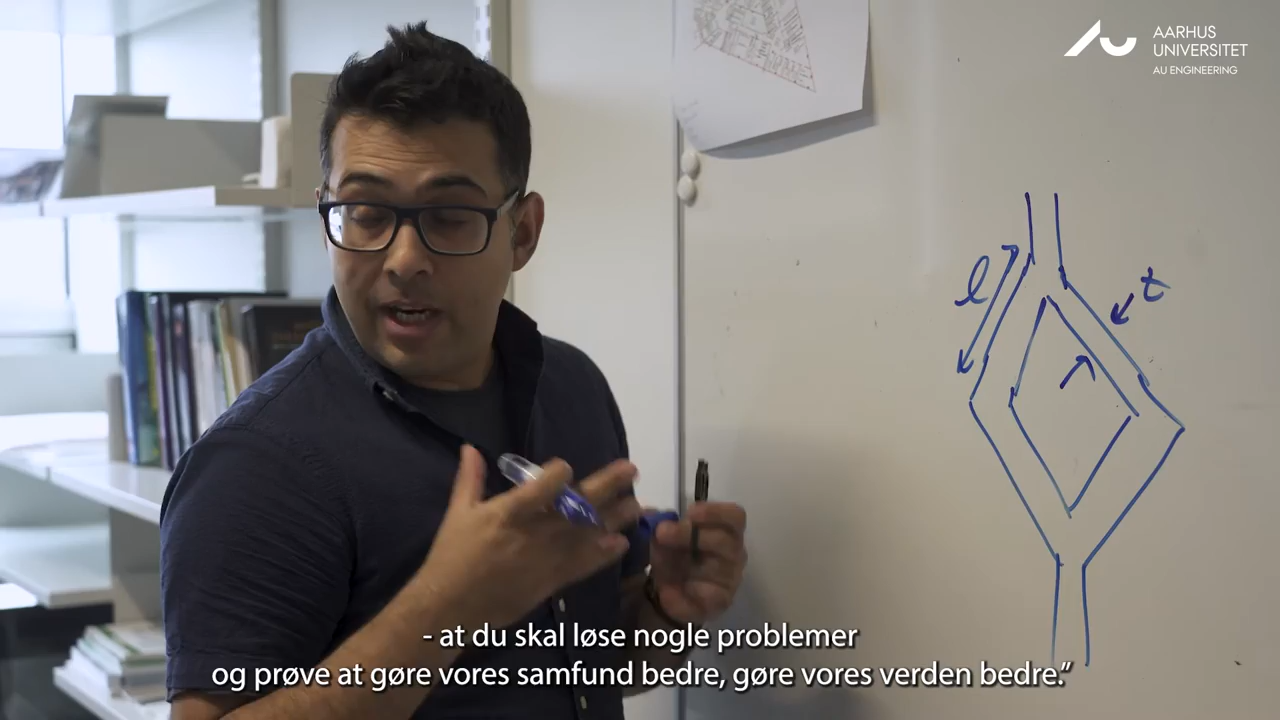 AARHUS
UNIVERSITET
AU ENGINEERING
l
t
- at du skal løse nogle problemer
og prøve at gøre vores samfund bedre, gøre vores verden bedre.”